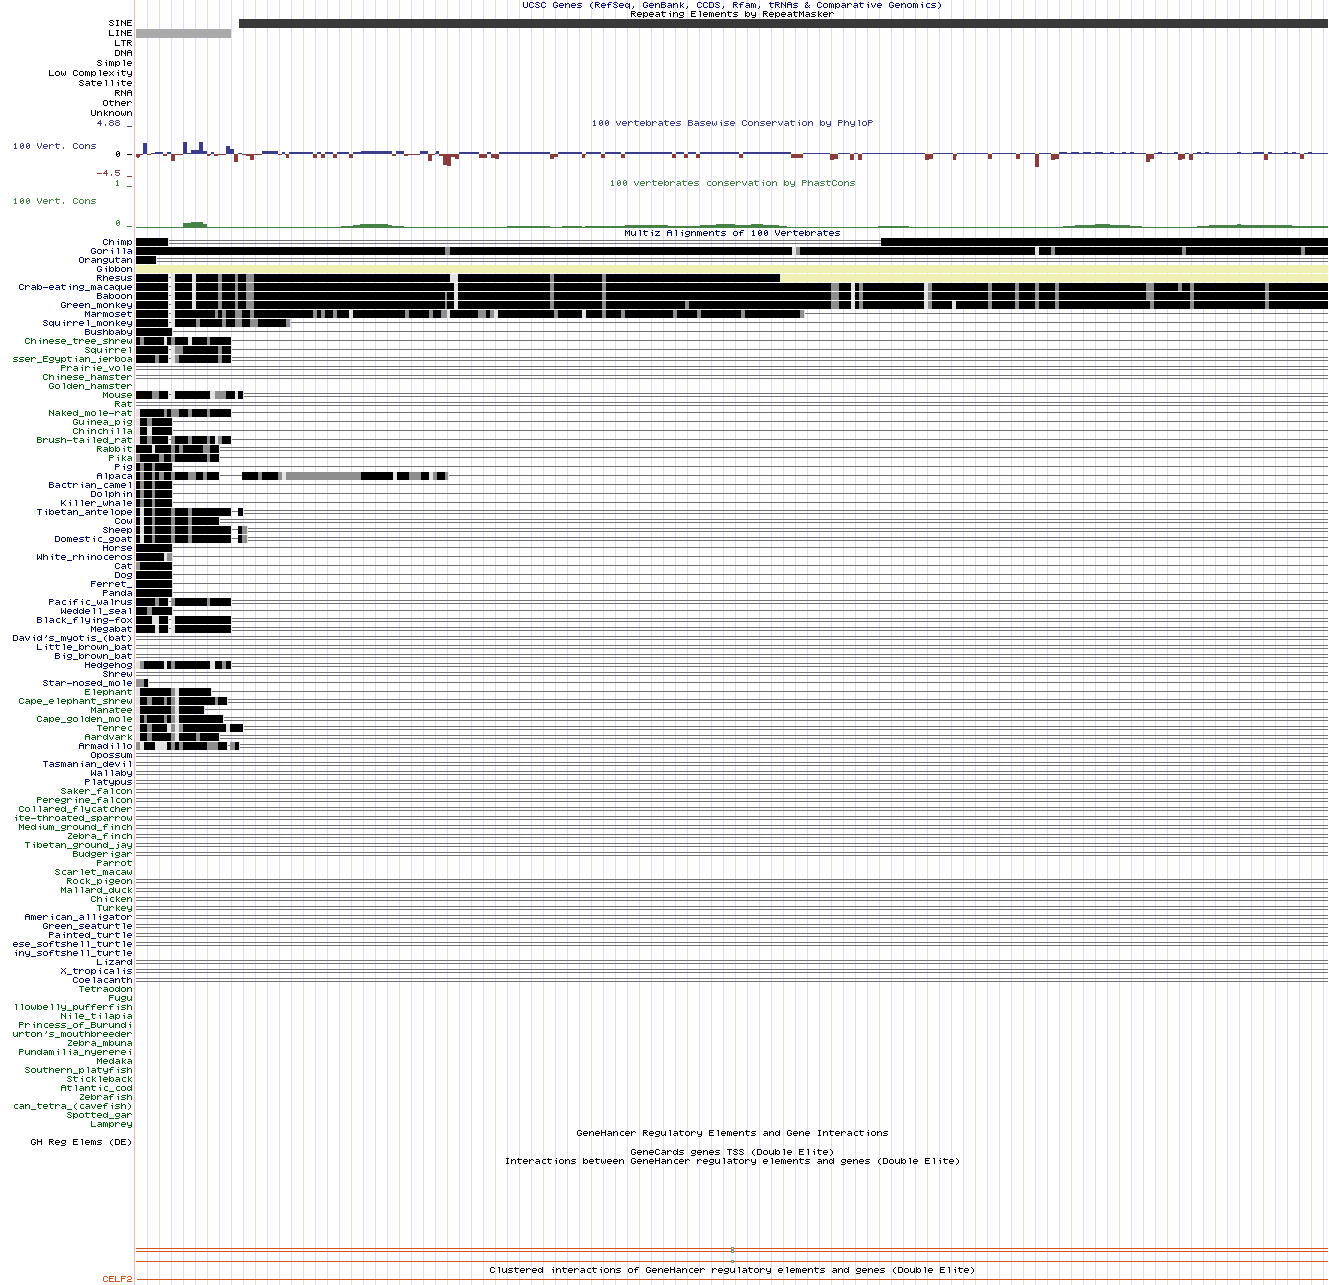 UCSC Genes (RefSeq, GenBank, CCDS, Rfam, tRNAs & Comparative Genomics)
Repeating Elements by RepeatMasker
SINE
LINE
LTR
DNA
Simple
Low Complexity
Satellite
RNA
Other
Unknown
4.88 _
100 vertebrates Basewise Conservation by PhyloP
100 Vert. Cons
0 _
-4.5 _
1 _
100 vertebrates conservation by PhastCons
100 Vert. Cons
0 _
Multiz Alignments of 100 Vertebrates
Chimp
Gorilla
Orangutan
Gibbon
Rhesus
Crab-eating_macaque
Baboon
Green_monkey
Marmoset
Squirrel_monkey
Bushbaby
Chinese_tree_shrew
Squirrel
sser_Egyptian_jerboa
Prairie_vole
Chinese_hamster
Golden_hamster
Mouse
Rat
Naked_mole-rat
Guinea_pig
Chinchilla
Brush-tailed_rat
Rabbit
Pika
Pig
Alpaca
Bactrian_camel
Dolphin
Killer_whale
Tibetan_antelope
Cow
Sheep
Domestic_goat
Horse
White_rhinoceros
Cat
Dog
Ferret_
Panda
Pacific_walrus
Weddell_seal
Black_flying-fox
Megabat
David's_myotis_(bat)
Little_brown_bat
Big_brown_bat
Hedgehog
Shrew
Star-nosed_mole
Elephant
Cape_elephant_shrew
Manatee
Cape_golden_mole
Tenrec
Aardvark
Armadillo
Opossum
Tasmanian_devil
Wallaby
Platypus
Saker_falcon
Peregrine_falcon
Collared_flycatcher
ite-throated_sparrow
Medium_ground_finch
Zebra_finch
Tibetan_ground_jay
Budgerigar
Parrot
Scarlet_macaw
Rock_pigeon
Mallard_duck
Chicken
Turkey
American_alligator
Green_seaturtle
Painted_turtle
ese_softshell_turtle
iny_softshell_turtle
Lizard
X_tropicalis
Coelacanth
Tetraodon
Fugu
llowbelly_pufferfish
Nile_tilapia
Princess_of_Burundi
urton's_mouthbreeder
Zebra_mbuna
Pundamilia_nyererei
Medaka
Southern_platyfish
Stickleback
Atlantic_cod
Zebrafish
can_tetra_(cavefish)
Spotted_gar
Lamprey
GeneHancer Regulatory Elements and Gene Interactions
GH Reg Elems (DE)
GeneCards genes TSS (Double Elite)
Interactions between GeneHancer regulatory elements and genes (Double Elite)
Clustered interactions of GeneHancer regulatory elements and genes (Double Elite)
CELF2